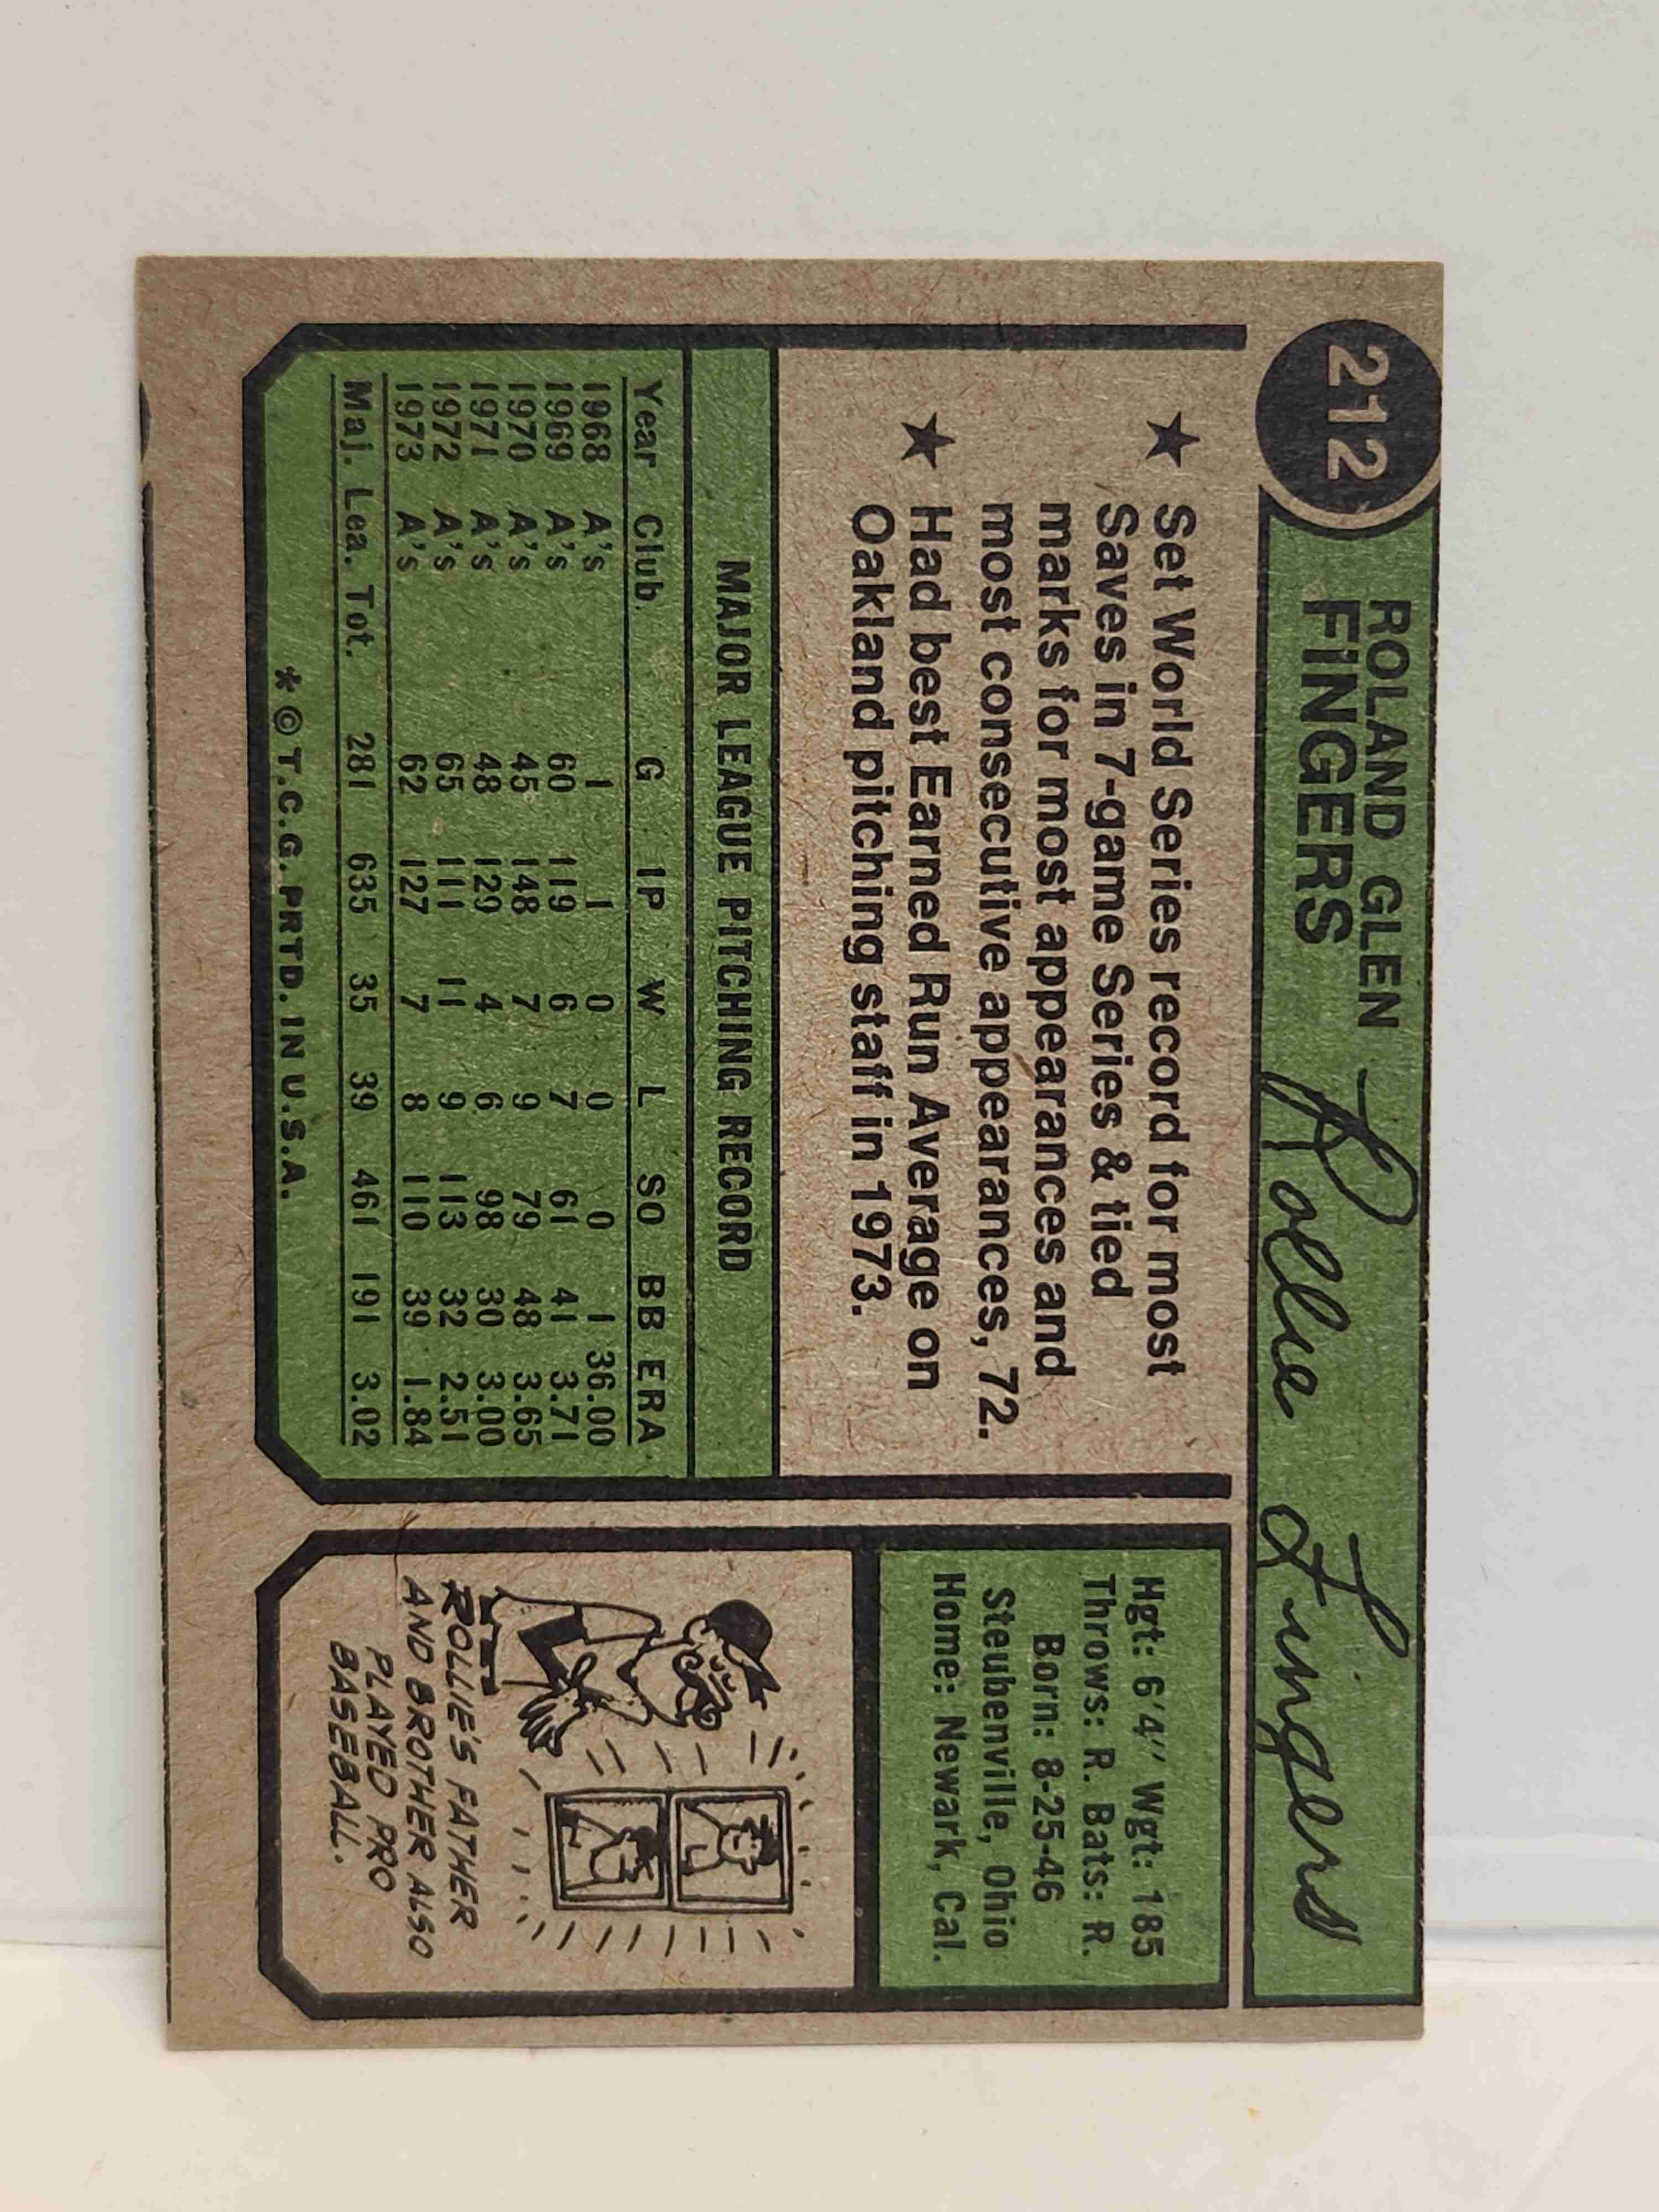 212
ROLAND GLEN
FINGERS
Rollie Fingers
★ Set World Series record for most
Saves in 7-game Series & tied
marks for most appearances and
most consecutive appearances, 72.
★ Had best Earned Run Average on
Oakland pitching staff in 1973.
MAJOR LEAGUE PITCHING RECORD
Year Club G IP W L SO BB ERA
1968 A's 1 1 0 0 0 1 36.00
1969 A's 60 119 6 7 61 41 3.71
1970 A's 45 148 7 9 79 48 3.65
1971 A's 48 129 4 6 98 30 3.00
1972 A's 65 111 11 9 113 32 2.51
1973 A's 62 127 7 8 110 39 1.84
Maj. Lea. Tot. 281 635 35 39 461 191 3.02
* © T.C.G. PRTD. IN U.S.A.
Hgt: 6'4" Wgt: 185
Throws: R. Bats: R.
Born: 8-25-46
Steubenville, Ohio
Home: Newark, Cal.
ROLLIE'S FATHER
AND BROTHER ALSO
PLAYED PRO
BASEBALL.